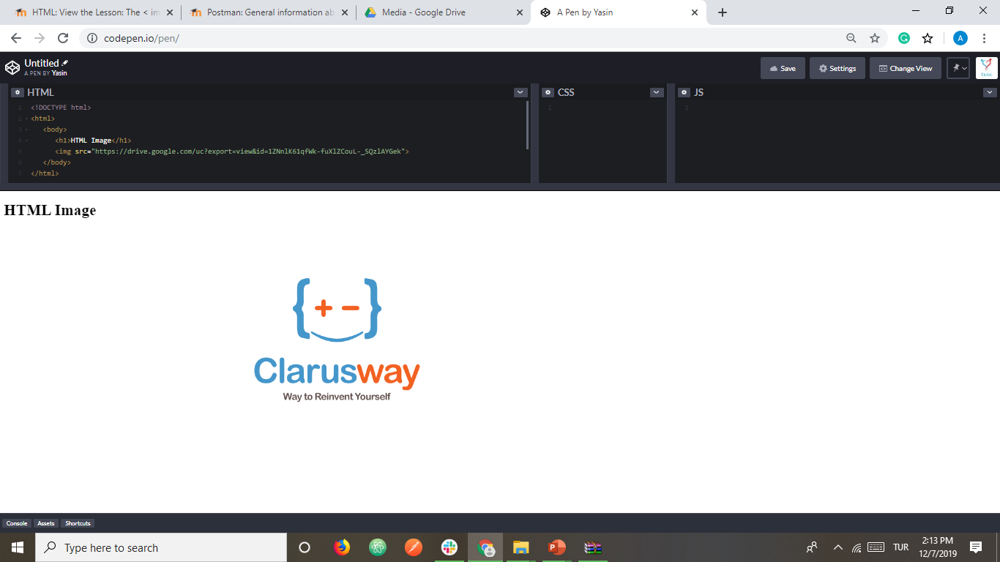 HTML: View the Lesson: The < im
Postman: General information ab
Media - Google Drive
A Pen by Yasin
codepen.io/pen/
A
Untitled
A PEN BY Yasin
Save
Settings
Change View
HTML
CSS
JS
1 <!DOCTYPE html>
2 <html>
3 <body>
4 <h1>HTML Image</h1>
5 <img src="https://drive.google.com/uc?export=view&id=1ZNnlK61qfWk-fuXlZCouL-_SQzlAYGek">
6 </body>
7 </html>
1
1
HTML Image
{+ -}
Clarusway
Way to Reinvent Yourself
Console
Assets
Shortcuts
Type here to search
TUR
2:13 PM
12/7/2019